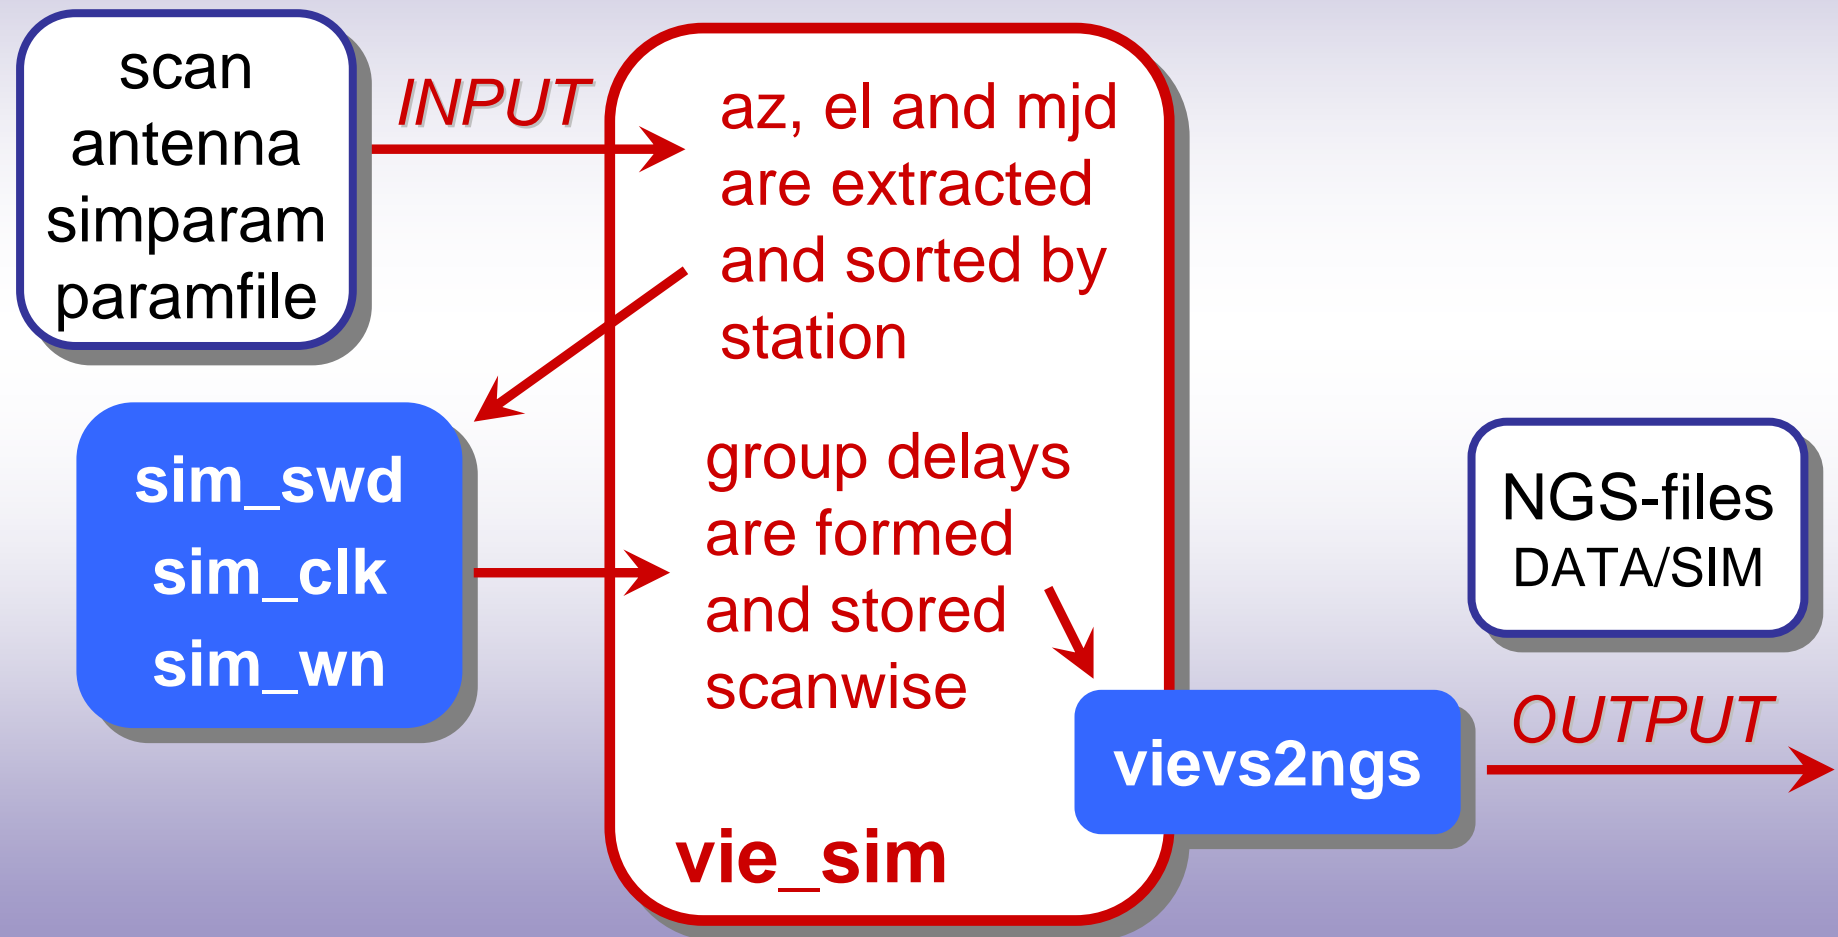 scan
antenna
simparam
paramfile
INPUT
az, el and mjd
are extracted
and sorted by
station
sim_swd
sim_clk
sim_wn
group delays
are formed
and stored
scanwise
vievs2ngs
vie_sim
NGS-files
DATA/SIM
OUTPUT